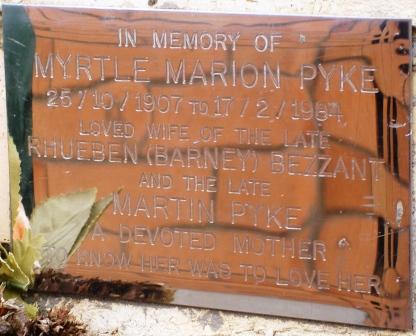 IN MEMORY OF
MYRTLE MARION PYKE
25/10/1907 TO 17/2/1984
LOVED WIFE OF THE LATE
RHUEBEN (BARNEY) BEZZANT
AND THE LATE
MARTIN PYKE
A DEVOTED MOTHER
TO KNOW HER WAS TO LOVE HER